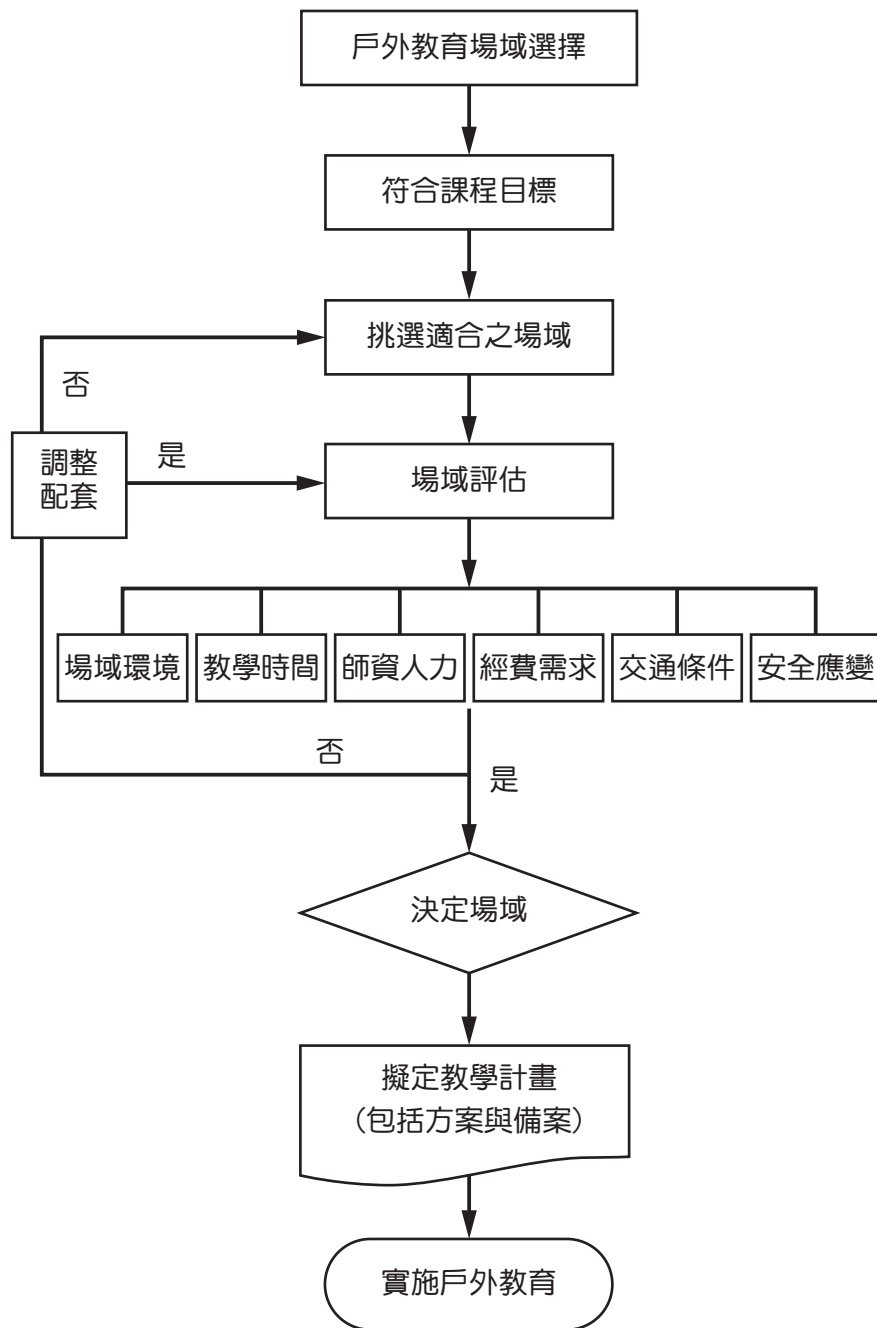 戶外教育場域選擇
符合課程目標
挑選適合之場域
否
調整
配套
是
場域評估
場域環境
教學時間
師資人力
經費需求
交通條件
安全應變
否
是
決定場域
擬定教學計畫
（包括方案與備案）
實施戶外教育